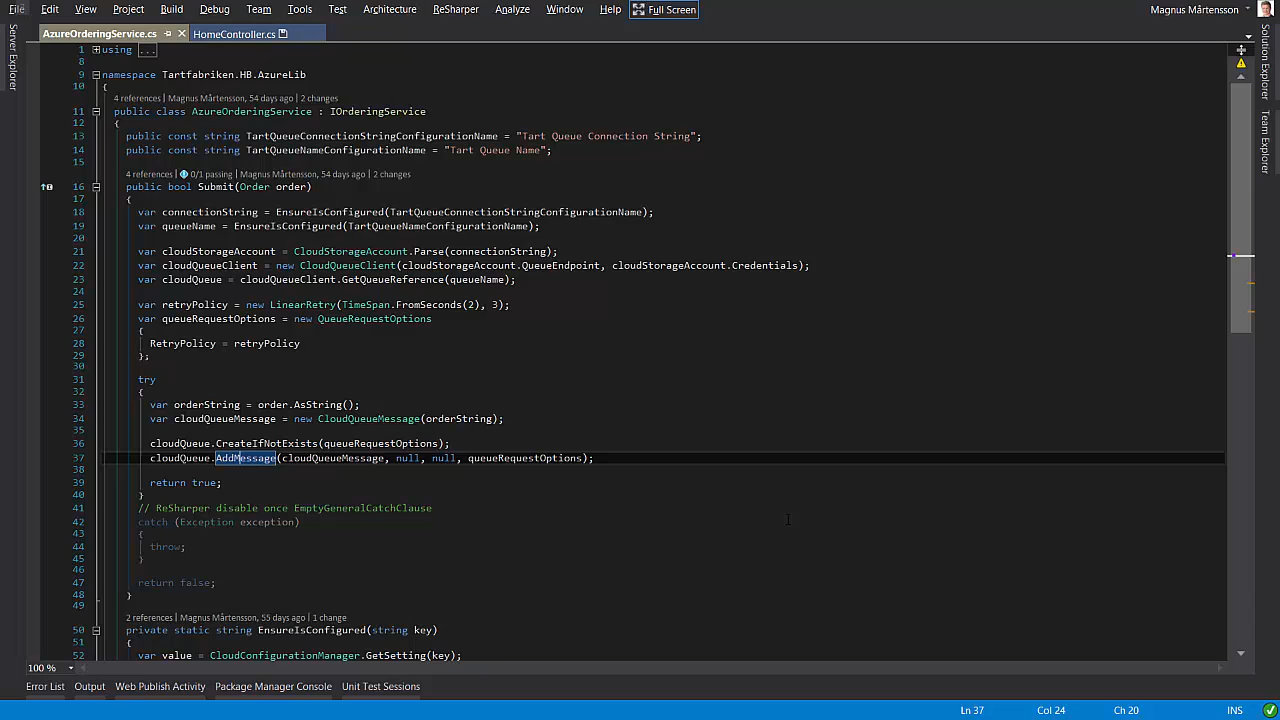 File Edit View Project Build Debug Team Tools Test Architecture ReSharper Analyze Window Help Full Screen Magnus Mårtensson
AzureOrderingService.cs HomeController.cs
Server Explorer
Solution Explorer
Team Explorer
1 using ...
8
9 namespace Tartfabriken.HB.AzureLib
10 {
4 references | Magnus Mårtensson, 54 days ago | 2 changes
11 public class AzureOrderingService : IOrderingService
12 {
13 public const string TartQueueConnectionStringConfigurationName = "Tart Queue Connection String";
14 public const string TartQueueNameConfigurationName = "Tart Queue Name";
15
4 references | 0/1 passing | Magnus Mårtensson, 54 days ago | 2 changes
16 public bool Submit(Order order)
17 {
18 var connectionString = EnsureIsConfigured(TartQueueConnectionStringConfigurationName);
19 var queueName = EnsureIsConfigured(TartQueueNameConfigurationName);
20
21 var cloudStorageAccount = CloudStorageAccount.Parse(connectionString);
22 var cloudQueueClient = new CloudQueueClient(cloudStorageAccount.QueueEndpoint, cloudStorageAccount.Credentials);
23 var cloudQueue = cloudQueueClient.GetQueueReference(queueName);
24
25 var retryPolicy = new LinearRetry(TimeSpan.FromSeconds(2), 3);
26 var queueRequestOptions = new QueueRequestOptions
27 {
28 RetryPolicy = retryPolicy
29 };
30
31 try
32 {
33 var orderString = order.AsString();
34 var cloudQueueMessage = new CloudQueueMessage(orderString);
35
36 cloudQueue.CreateIfNotExists(queueRequestOptions);
37 cloudQueue.AddMessage(cloudQueueMessage, null, null, queueRequestOptions);
38
39 return true;
40 }
41 // ReSharper disable once EmptyGeneralCatchClause
42 catch (Exception exception)
43 {
44 throw;
45 }
46
47 return false;
48 }
49
2 references | Magnus Mårtensson, 55 days ago | 1 change
50 private static string EnsureIsConfigured(string key)
51 {
52 var value = CloudConfigurationManager.GetSetting(key);
100 %
Error List Output Web Publish Activity Package Manager Console Unit Test Sessions
Ln 37 Col 24 Ch 20 INS